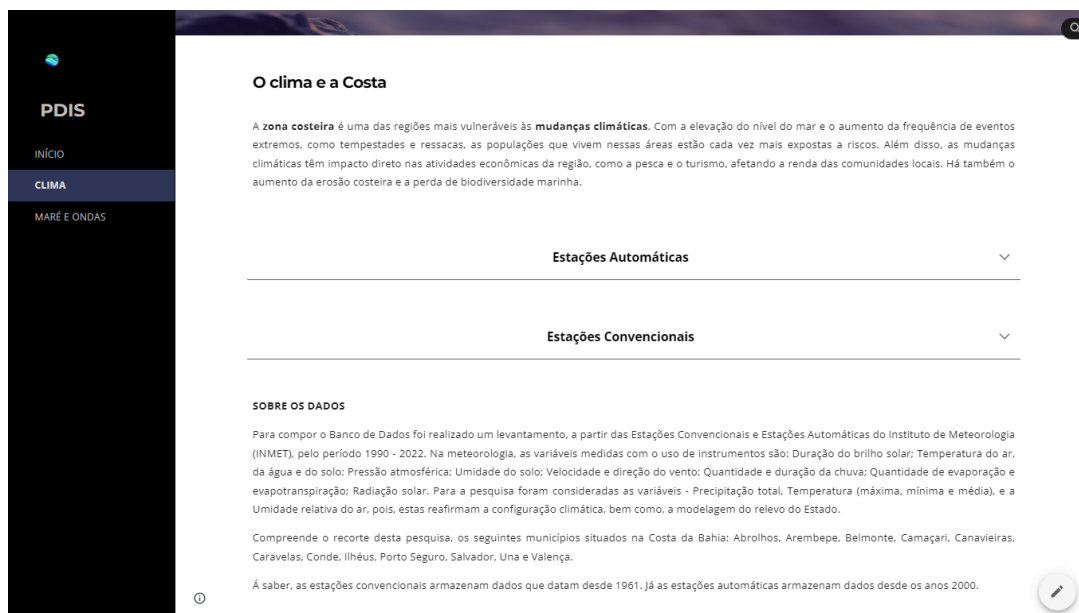 PDIS
INÍCIO
CLIMA
MARÉ E ONDAS
O clima e a Costa
A zona costeira é uma das regiões mais vulneráveis às mudanças climáticas. Com a elevação do nível do mar e o aumento da frequência de eventos
extremos, como tempestades e ressacas, as populações que vivem nessas áreas estão cada vez mais expostas a riscos. Além disso, as mudanças
climáticas têm impacto direto nas atividades econômicas da região, como a pesca e o turismo, afetando a renda das comunidades locais. Há também o
aumento da erosão costeira e a perda de biodiversidade marinha.
Estações Automáticas
Estações Convencionais
SOBRE OS DADOS
Para compor o Banco de Dados foi realizado um levantamento, a partir das Estações Convencionais e Estações Automáticas do Instituto de Meteorologia
(INMET), pelo período 1990 - 2022. Na meteorologia, as variáveis medidas com o uso de instrumentos são: Duração do brilho solar; Temperatura do ar,
da água e do solo; Pressão atmosférica; Umidade do solo; Velocidade e direção do vento; Quantidade e duração da chuva; Quantidade de evaporação e
evapotranspiração; Radiação solar. Para a pesquisa foram consideradas as variáveis - Precipitação total, Temperatura (máxima, mínima e média), e a
Umidade relativa do ar, pois, estas reafirmam a configuração climática, bem como, a modelagem do relevo do Estado.
Compreende o recorte desta pesquisa, os seguintes municípios situados na Costa da Bahia: Abrolhos, Arembepe, Belmonte, Camaçari, Canavieiras,
Caravelas, Conde, Ilhéus, Porto Seguro, Salvador, Una e Valença.
Á saber, as estações convencionais armazenam dados que datam desde 1961. Já as estações automáticas armazenam dados desde os anos 2000.